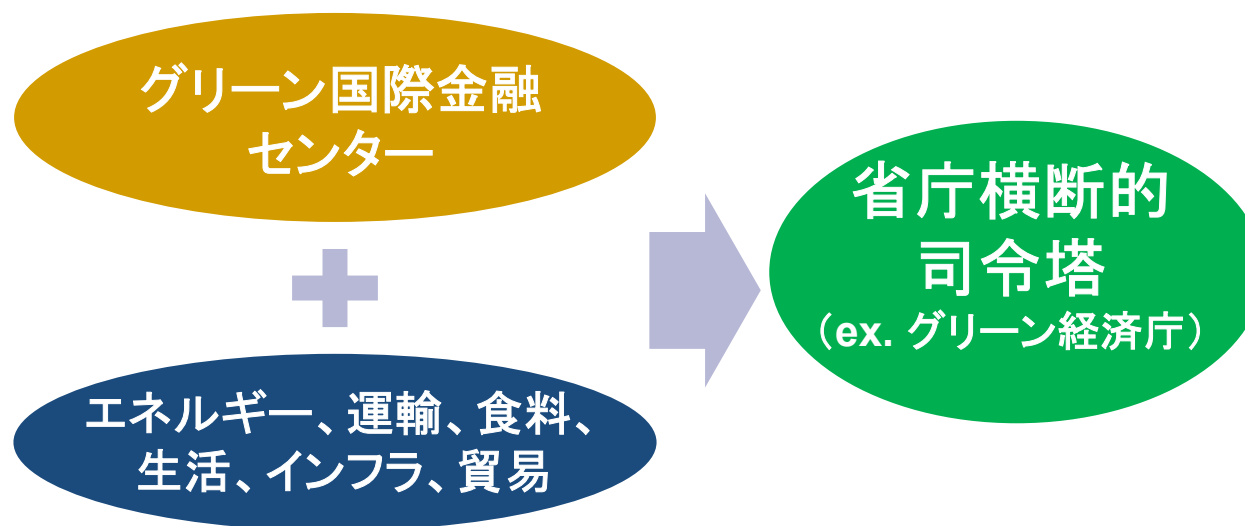 グリーン国際金融
センター
エネルギー、運輸、食料、
生活、インフラ、貿易
省庁横断的
司令塔
（ex. グリーン経済庁）